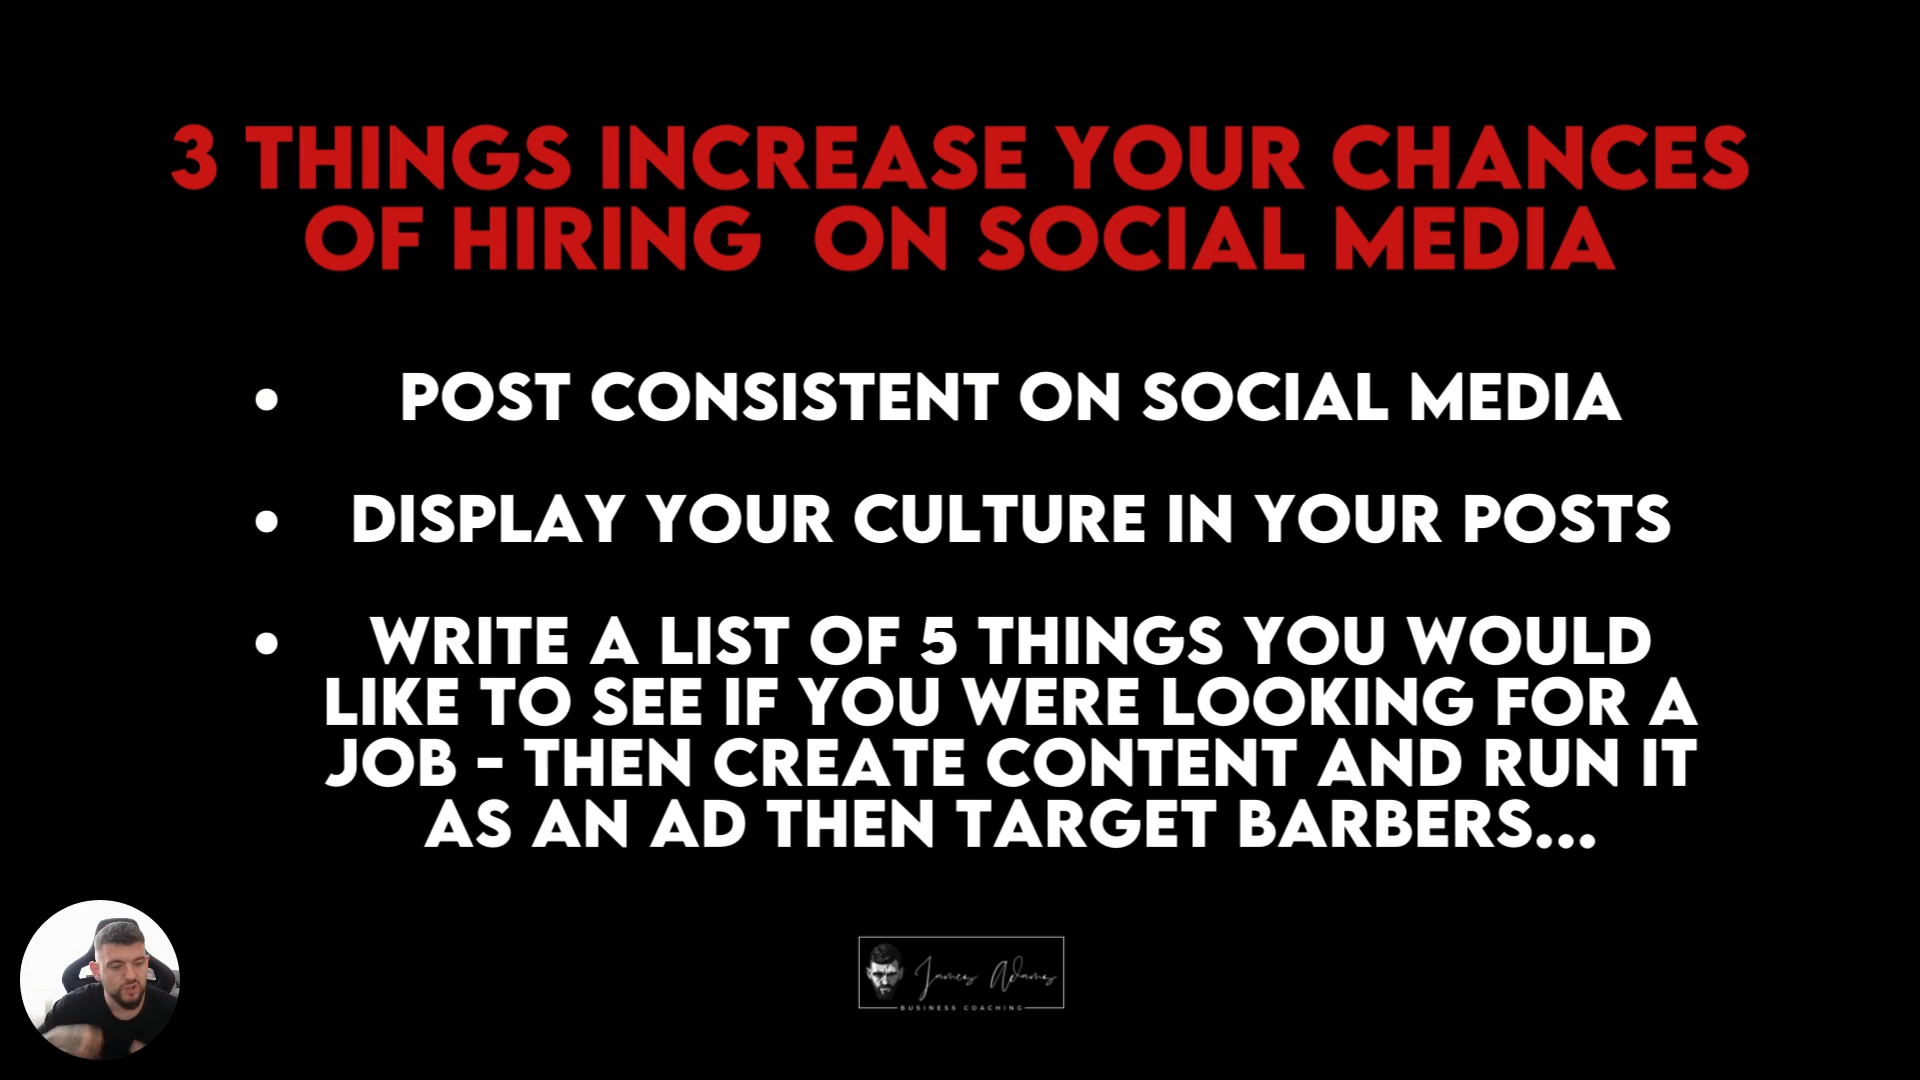 3 THINGS INCREASE YOUR CHANCES
OF HIRING  ON SOCIAL MEDIA
• POST CONSISTENT ON SOCIAL MEDIA
• DISPLAY YOUR CULTURE IN YOUR POSTS
• WRITE A LIST OF 5 THINGS YOU WOULD
LIKE TO SEE IF YOU WERE LOOKING FOR A
JOB - THEN CREATE CONTENT AND RUN IT
AS AN AD THEN TARGET BARBERS...
James Adams
BUSINESS COACHING